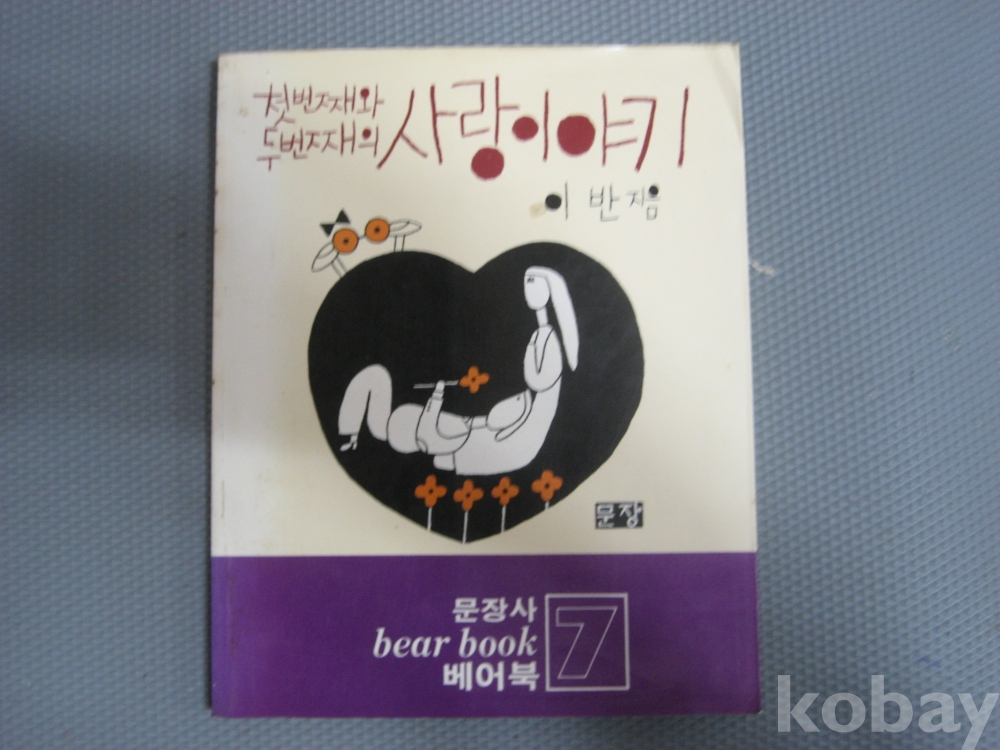 첫번째와
두번째의 사랑이야기
이 반 지음
문장
문장사
bear book
베어북
7
kobay